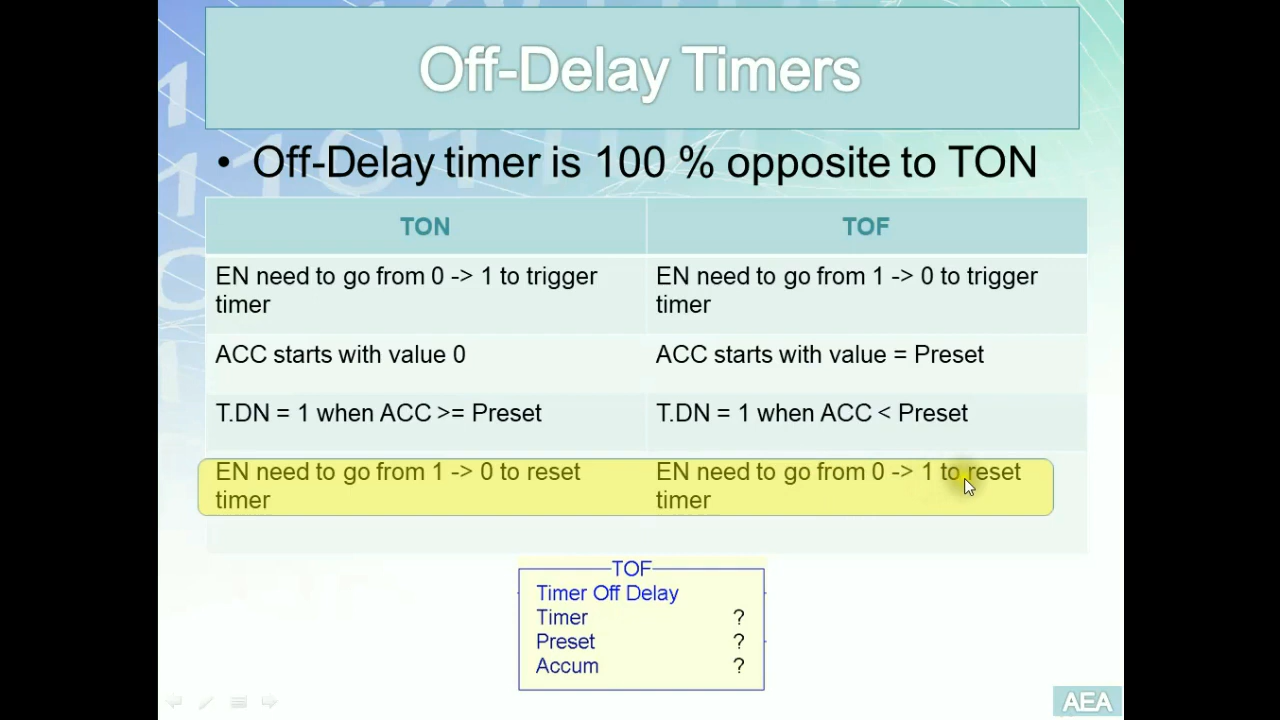 Off-Delay Timers
• Off-Delay timer is 100 % opposite to TON
TON
TOF
EN need to go from 0 -> 1 to trigger
timer
EN need to go from 1 -> 0 to trigger
timer
ACC starts with value 0
ACC starts with value = Preset
T.DN = 1 when ACC >= Preset
T.DN = 1 when ACC < Preset
EN need to go from 1 -> 0 to reset
timer
EN need to go from 0 -> 1 to reset
timer
TOF
Timer Off Delay
Timer ?
Preset ?
Accum ?
AEA